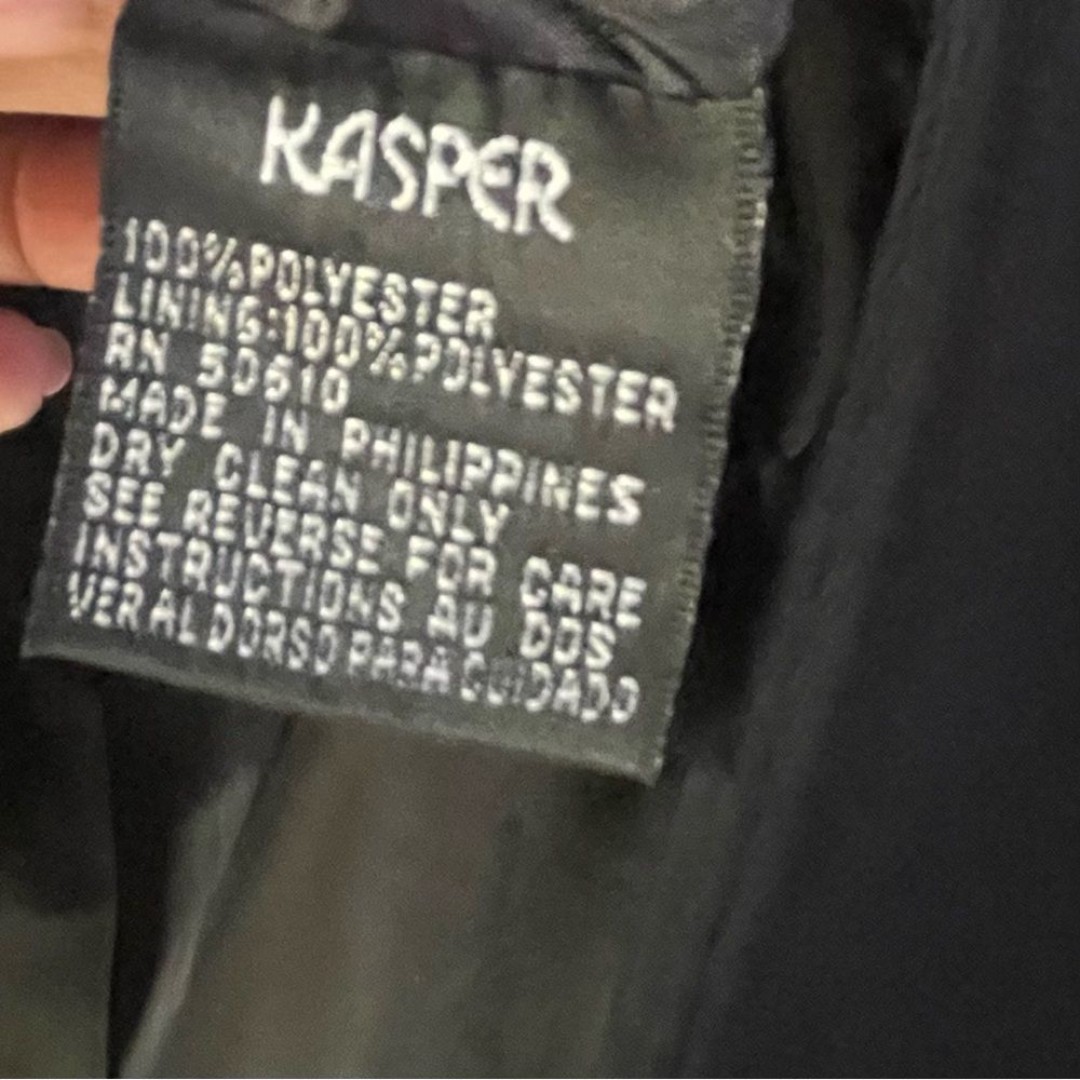 KASPER
100%POLYESTER
LINING:100%POLYESTER
RN 50610
MADE IN PHILIPPINES
DRY CLEAN ONLY
SEE REVERSE FOR CARE
INSTRUCTIONS AU DOS
VER AL DORSO PARA CUIDADO